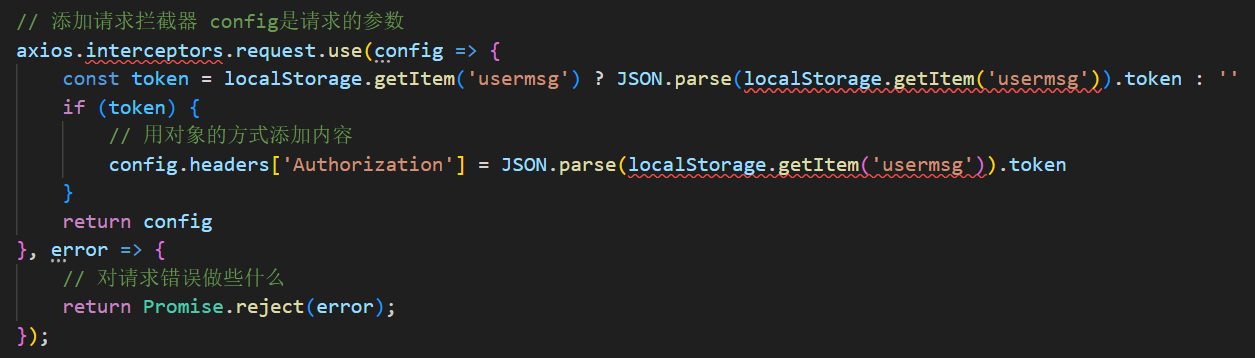 // 添加请求拦截器 config是请求的参数
axios.interceptors.request.use(config => {
    const token = localStorage.getItem('usermsg') ? JSON.parse(localStorage.getItem('usermsg')).token : ''
    if (token) {
        // 用对象的方式添加内容
        config.headers['Authorization'] = JSON.parse(localStorage.getItem('usermsg')).token
    }
    return config
}, error => {
    // 对请求错误做些什么
    return Promise.reject(error);
});